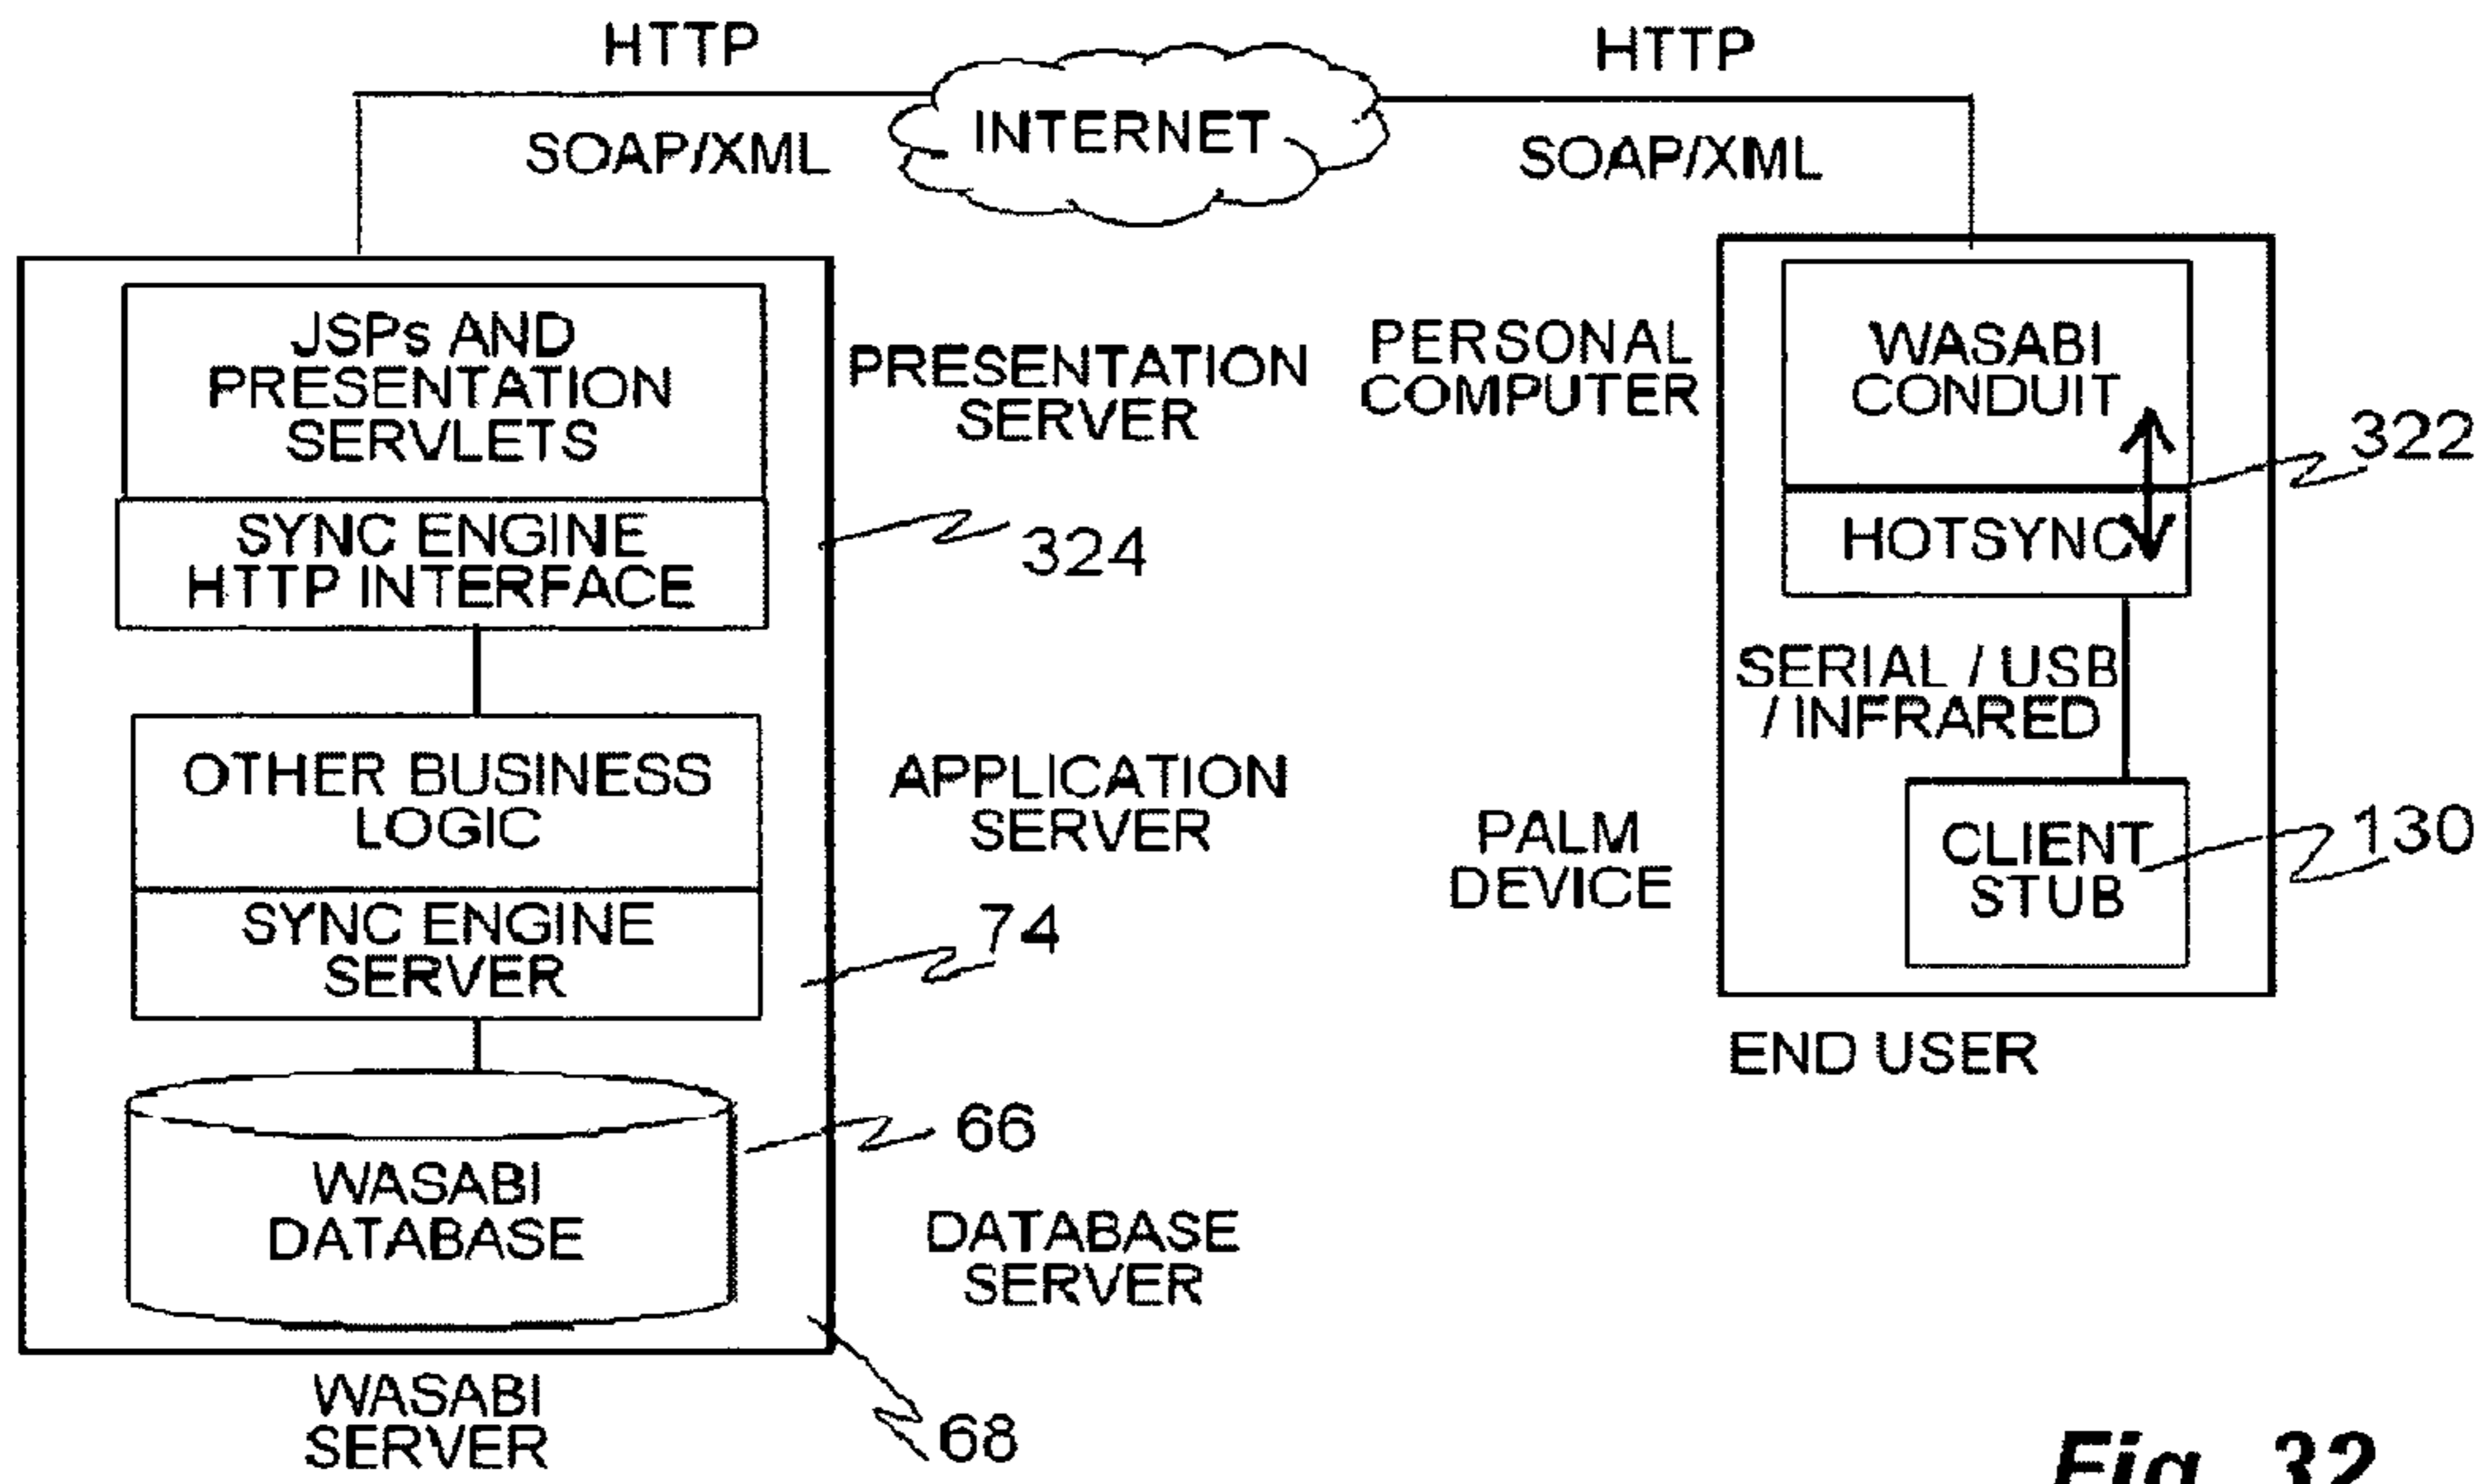 HTTP
SOAP/XML
INTERNET
HTTP
SOAP/XML
JSPs AND
PRESENTATION
SERVLETS
SYNC ENGINE
HTTP INTERFACE
PRESENTATION
SERVER
324
OTHER BUSINESS
LOGIC
SYNC ENGINE
SERVER
APPLICATION
SERVER
74
WASABI
DATABASE
66
DATABASE
SERVER
68
WASABI
SERVER
PERSONAL
COMPUTER
WASABI
CONDUIT
322
HOTSYNC
SERIAL / USB
/ INFRARED
PALM
DEVICE
CLIENT
STUB
130
END USER
Fig. 32